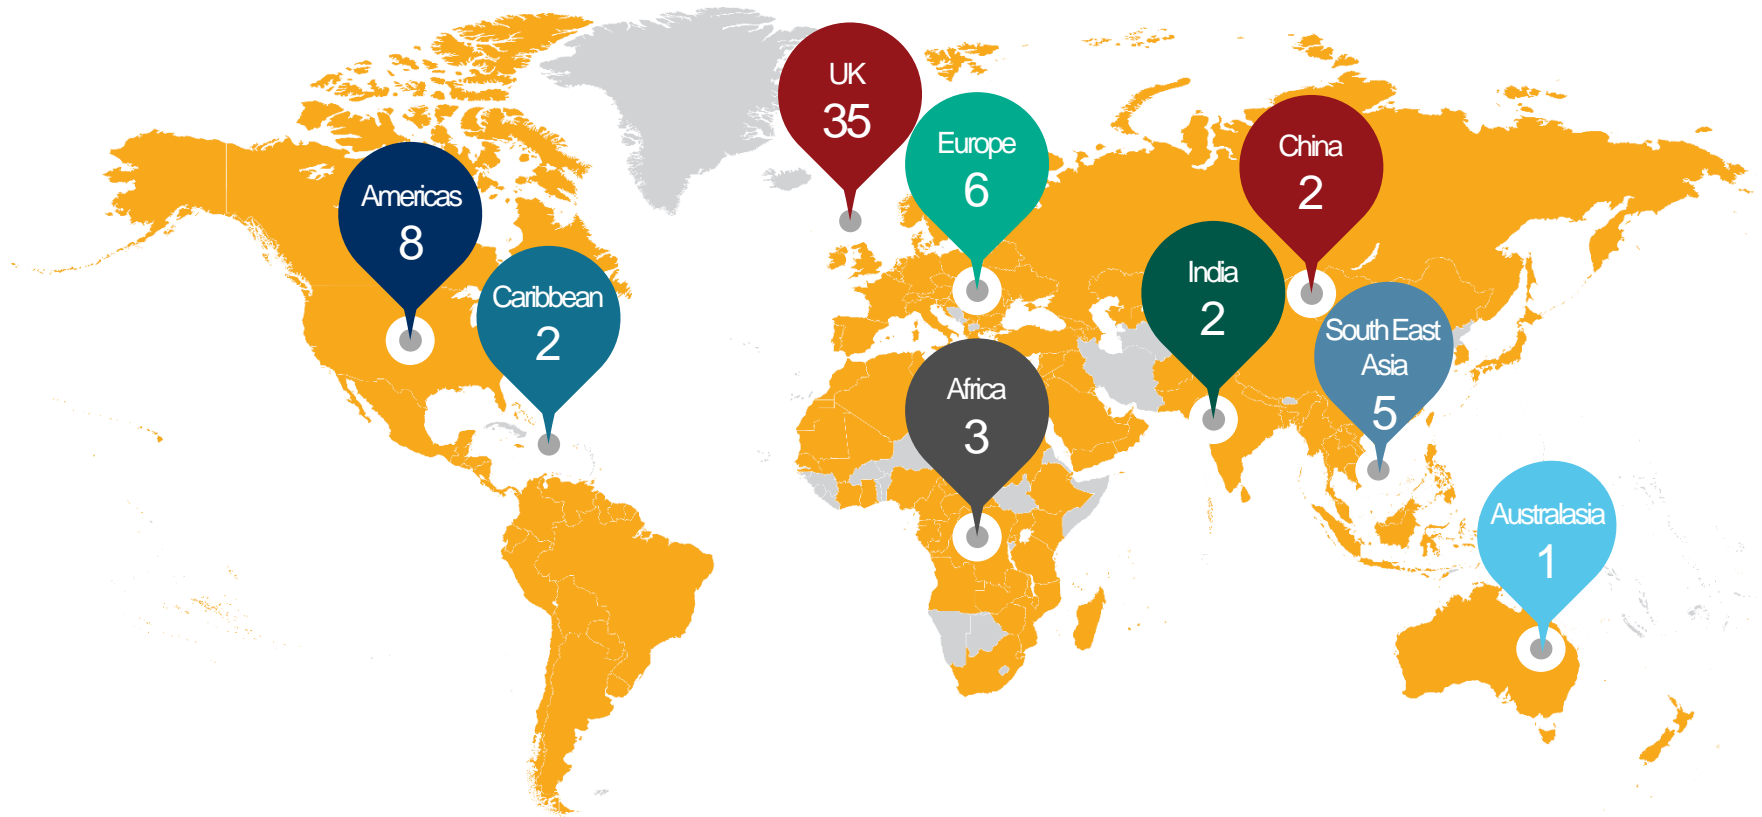 UK
35
Europe
6
China
2
Americas
8
India
2
Caribbean
2
South East
Asia
5
Africa
3
Australasia
1